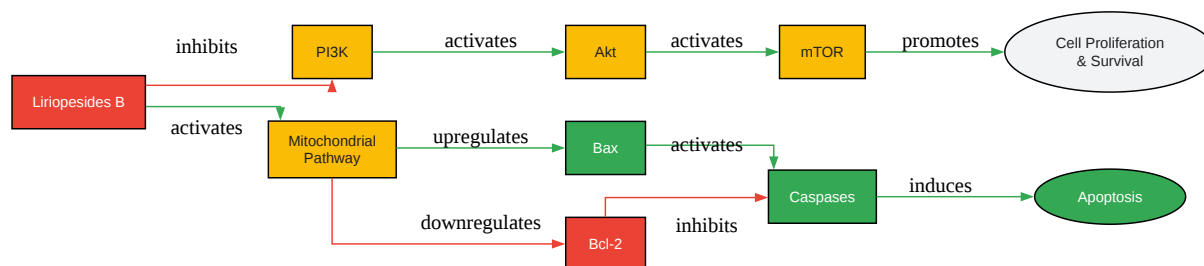 inhibits
PI3K
activates
Akt
activates
mTOR
promotes
Cell Proliferation
& Survival
Liriopesides B
activates
Mitochondrial
Pathway
upregulates
Bax
activates
Caspases
induces
Apoptosis
downregulates
Bcl-2
inhibits